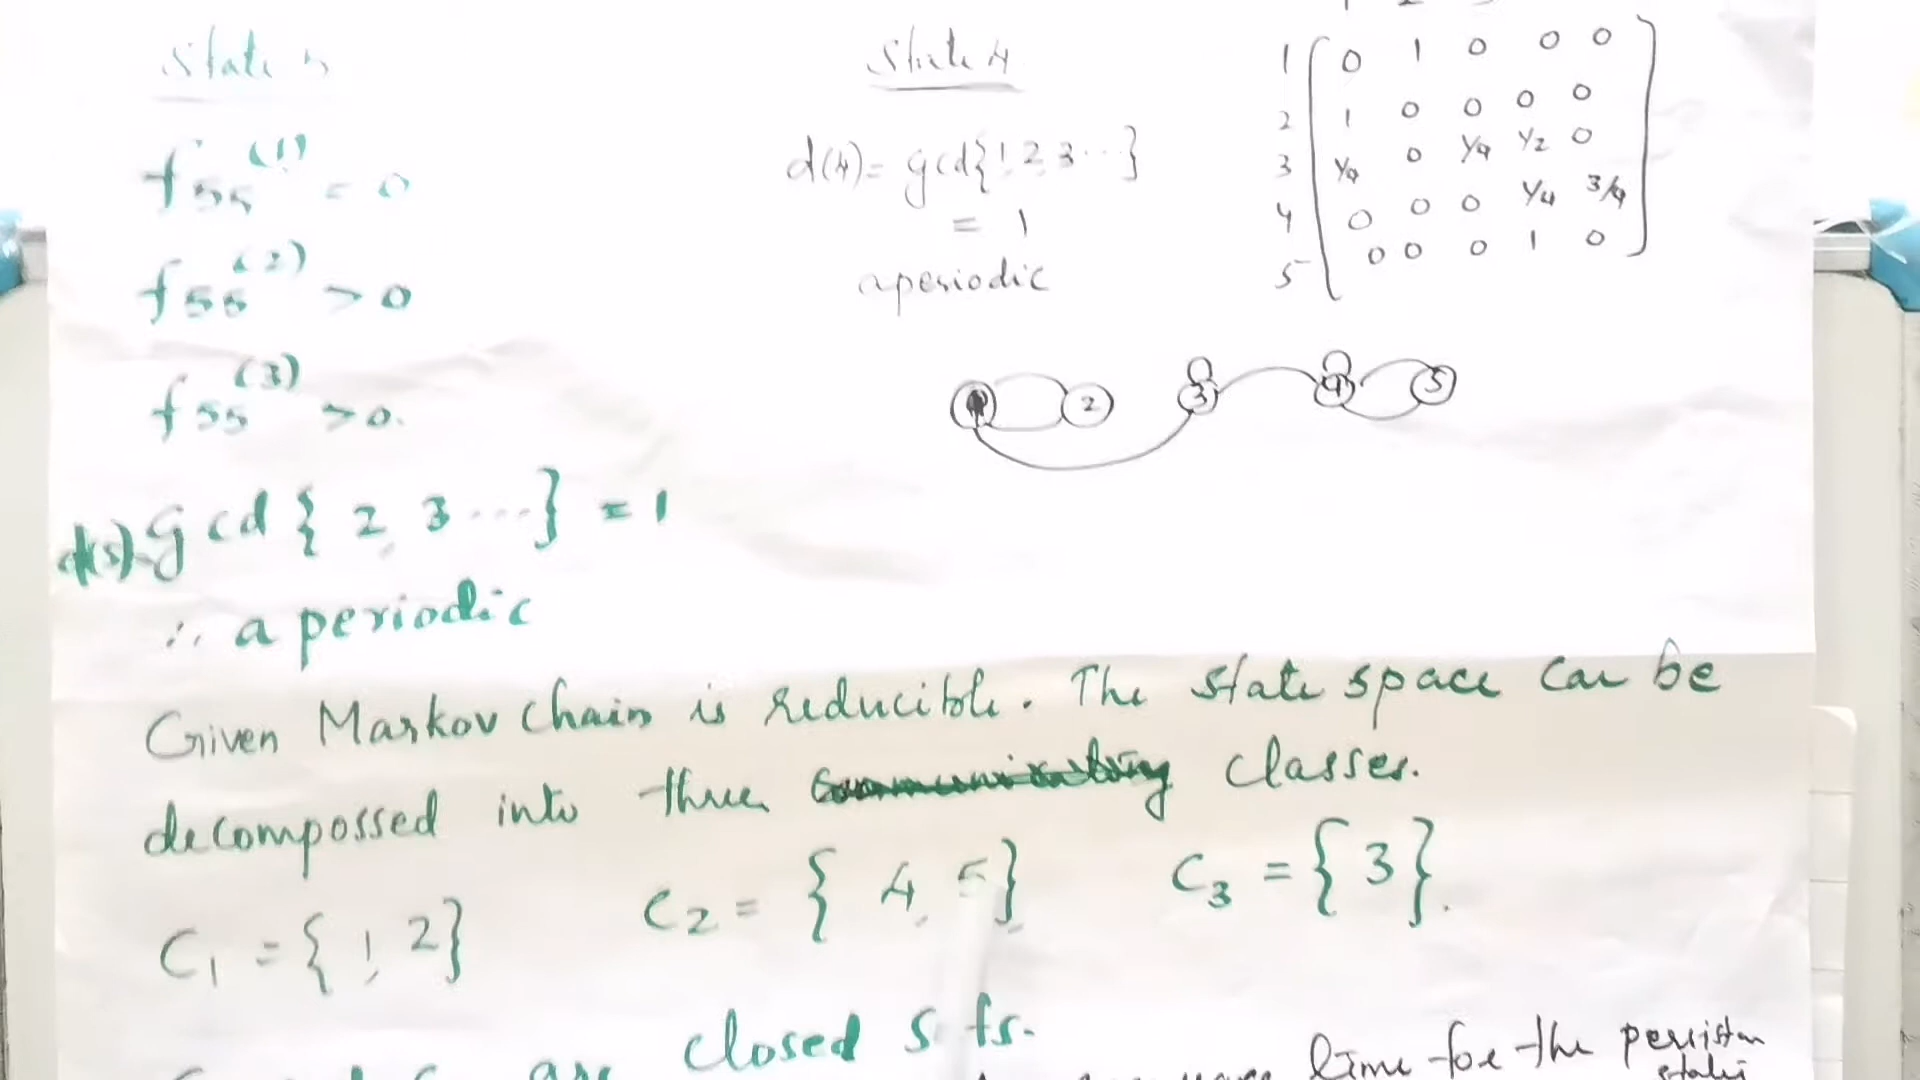 State 5
f55^(1) = 0
f55^(2) > 0
f55^(3) > 0.
d(5)=gcd { 2, 3 ....} = 1
∴ aperiodic
State 4
d(4)= gcd{1, 2, 3 ...}
= 1
aperiodic
1 0 1 0 0 0
2 1 0 0 0 0
3 1/4 0 1/4 1/2 0
4 0 0 0 1/4 3/4
5 0 0 0 1 0
2 3 4 5
Given Markov chain is reducible. The state space can be
decompossed into three classes.
C1 = { 1, 2} C2 = { 4, 5} C3 = { 3}.
are closed sets.
time for the persisten
states